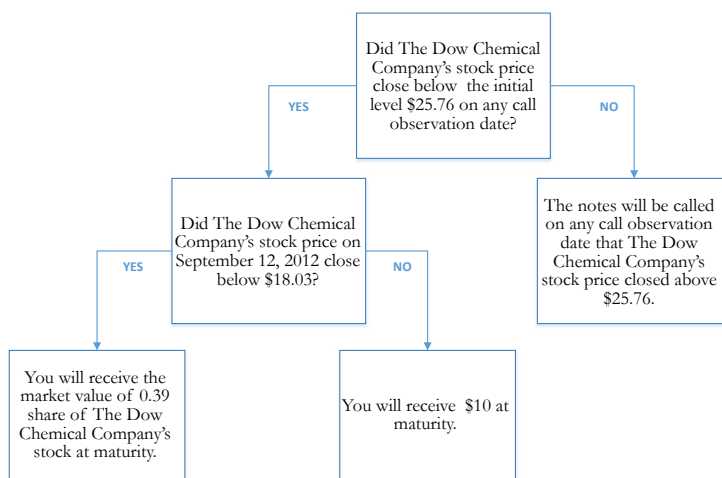 Did The Dow Chemical
Company's stock price
close below the initial
level $25.76 on any call
observation date?
YES
NO
Did The Dow Chemical
Company's stock price on
September 12, 2012 close
below $18.03?
The notes will be called
on any call observation
date that The Dow
Chemical Company's
stock price closed above
$25.76.
YES
NO
You will receive the
market value of 0.39
share of The Dow
Chemical Company's
stock at maturity.
You will receive $10 at
maturity.